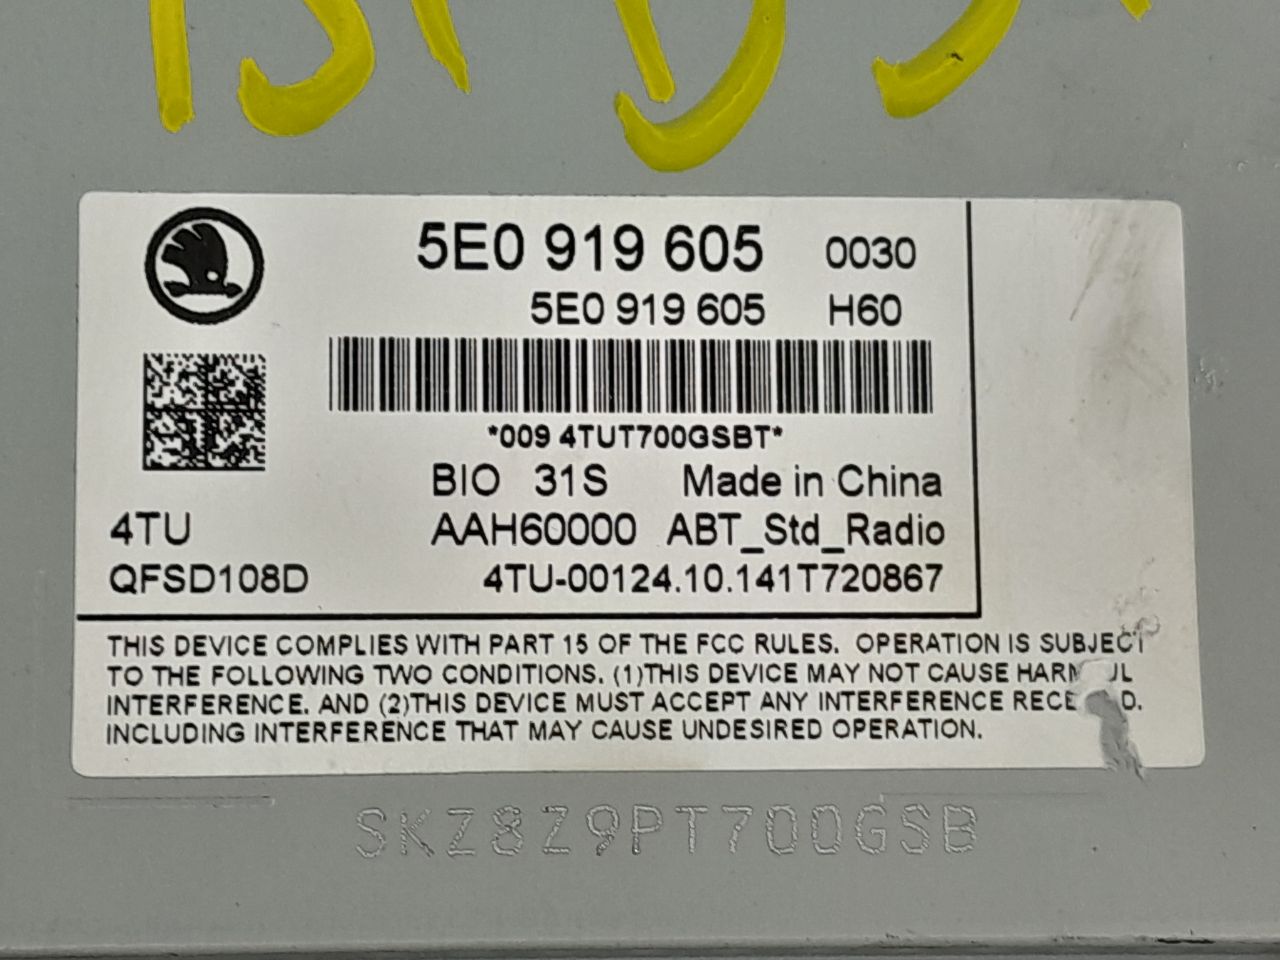 5E0 919 605 0030
5E0 919 605 H60
*009 4TUT700GSBT*
BIO 31S Made in China
4TU AAH60000 ABT_Std_Radio
QFSD108D 4TU-00124.10.141T720867
THIS DEVICE COMPLIES WITH PART 15 OF THE FCC RULES. OPERATION IS SUBJECT
TO THE FOLLOWING TWO CONDITIONS. (1)THIS DEVICE MAY NOT CAUSE
INTERFERENCE. AND (2)THIS DEVICE MUST ACCEPT ANY INTERFERENCE
INCLUDING INTERFERENCE THAT MAY CAUSE UNDESIRED OPERATION.
SKZ8Z9PT700GSB